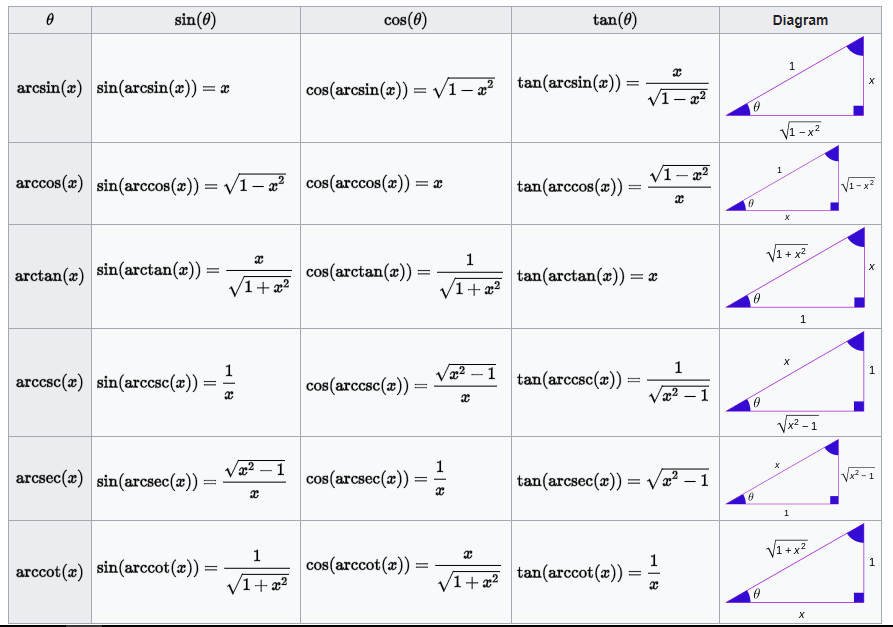 θ sin(θ) cos(θ) tan(θ) Diagram
arcsin(x) sin(arcsin(x)) = x cos(arcsin(x)) = √(1 − x²) tan(arcsin(x)) = x/√(1 − x²) 1 x θ √(1 − x²)
arccos(x) sin(arccos(x)) = √(1 − x²) cos(arccos(x)) = x tan(arccos(x)) = √(1 − x²)/x 1 √(1 − x²) θ x
arctan(x) sin(arctan(x)) = x/√(1 + x²) cos(arctan(x)) = 1/√(1 + x²) tan(arctan(x)) = x √(1 + x²) x θ 1
arccsc(x) sin(arccsc(x)) = 1/x cos(arccsc(x)) = √(x² − 1)/x tan(arccsc(x)) = 1/√(x² − 1) x 1 θ √(x² − 1)
arcsec(x) sin(arcsec(x)) = √(x² − 1)/x cos(arcsec(x)) = 1/x tan(arcsec(x)) = √(x² − 1) x √(x² − 1) θ 1
arccot(x) sin(arccot(x)) = 1/√(1 + x²) cos(arccot(x)) = x/√(1 + x²) tan(arccot(x)) = 1/x √(1 + x²) 1 θ x